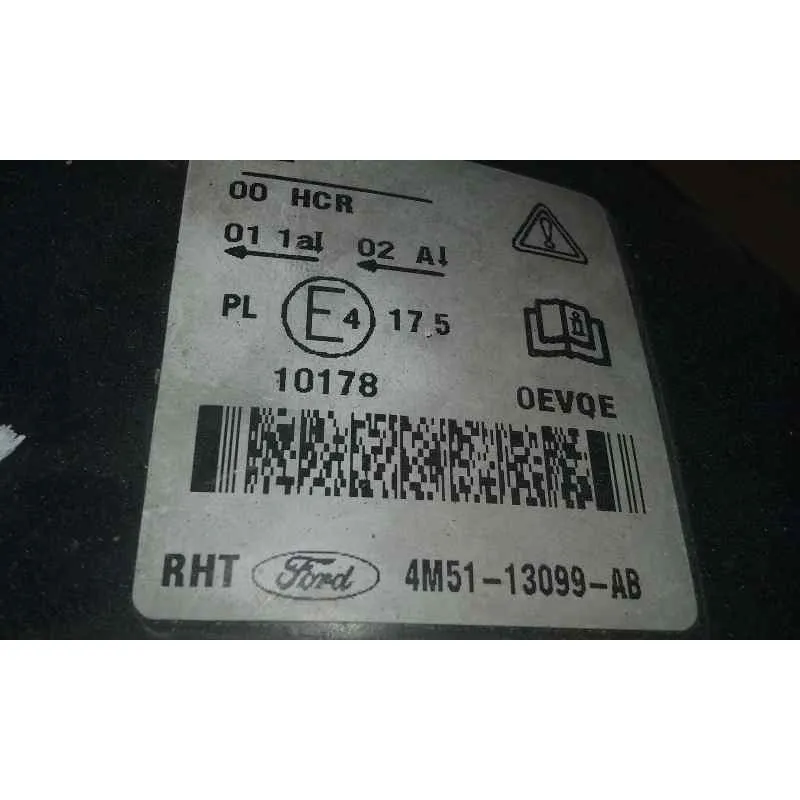 00 HCR
01 1a↓ 02 A↓
PL E4 17.5
10178
0EVQE
RHT Ford 4M51-13099-AB